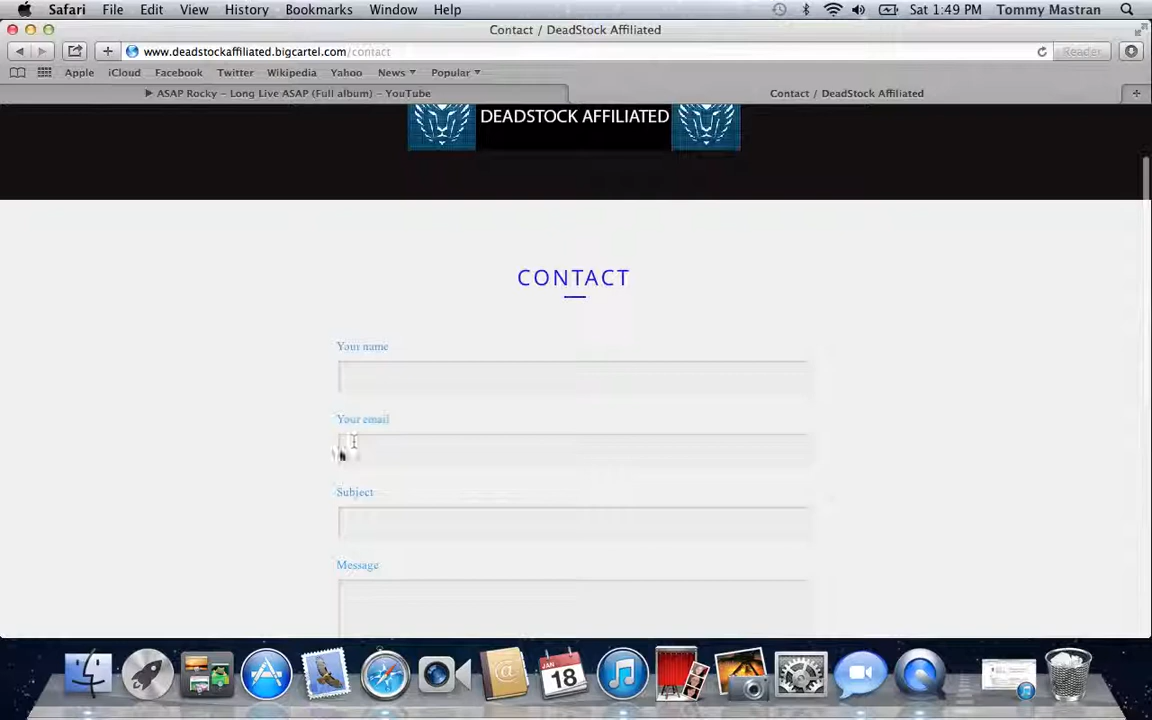 Safari File Edit View History Bookmarks Window Help Sat 1:49 PM Tommy Mastran
Contact / DeadStock Affiliated
www.deadstockaffiliated.bigcartel.com/contact Reader
Apple iCloud Facebook Twitter Wikipedia Yahoo News Popular
ASAP Rocky – Long Live ASAP (Full album) – YouTube Contact / DeadStock Affiliated
DEADSTOCK AFFILIATED
CONTACT
Your name
Your email
Subject
Message
JAN
18